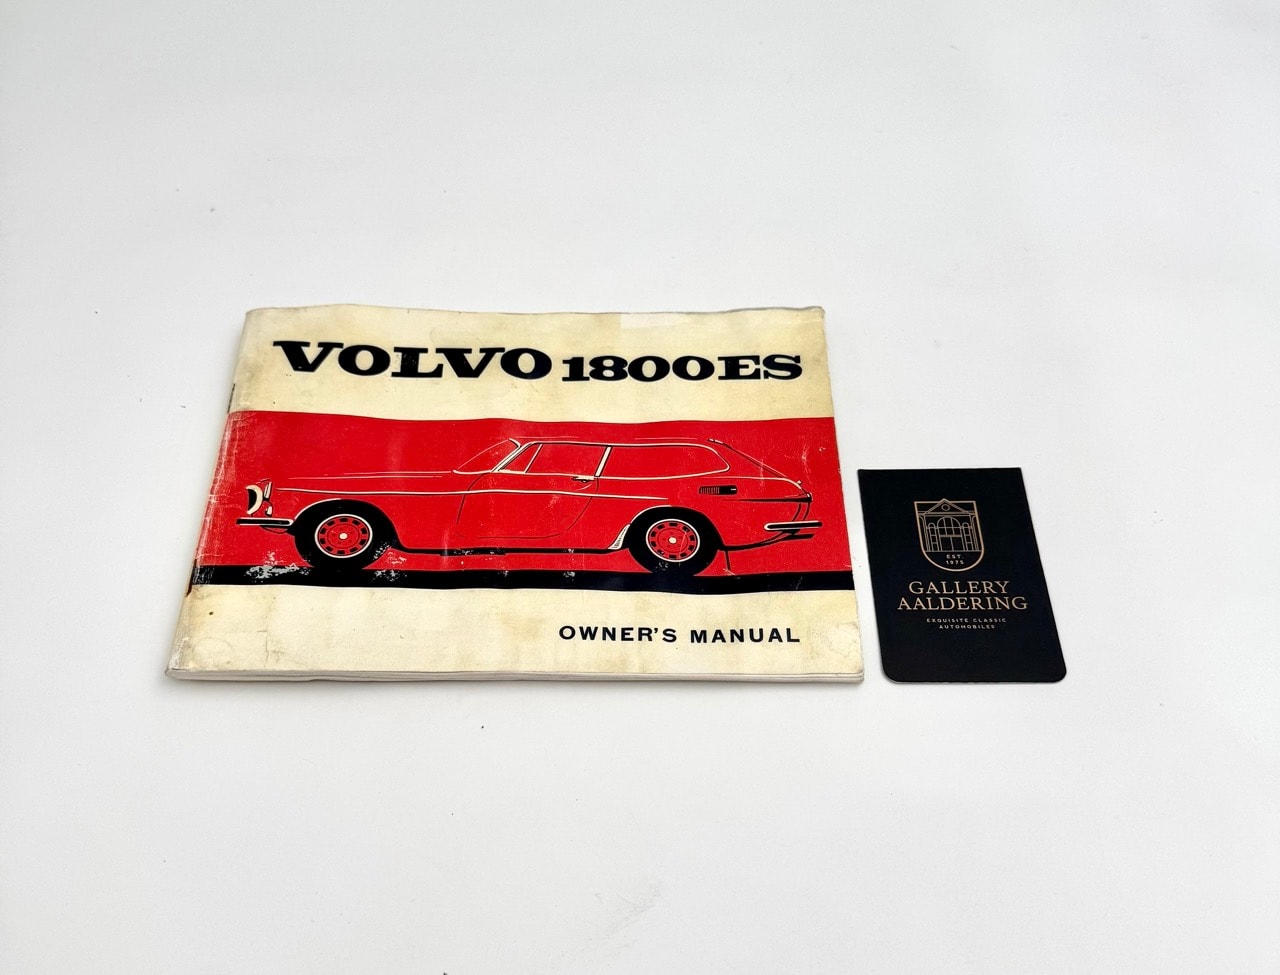 VOLVO 1800ES
OWNER'S MANUAL
EST.
1975
GALLERY
AALDERING
EXQUISITE CLASSIC
AUTOMOBILES